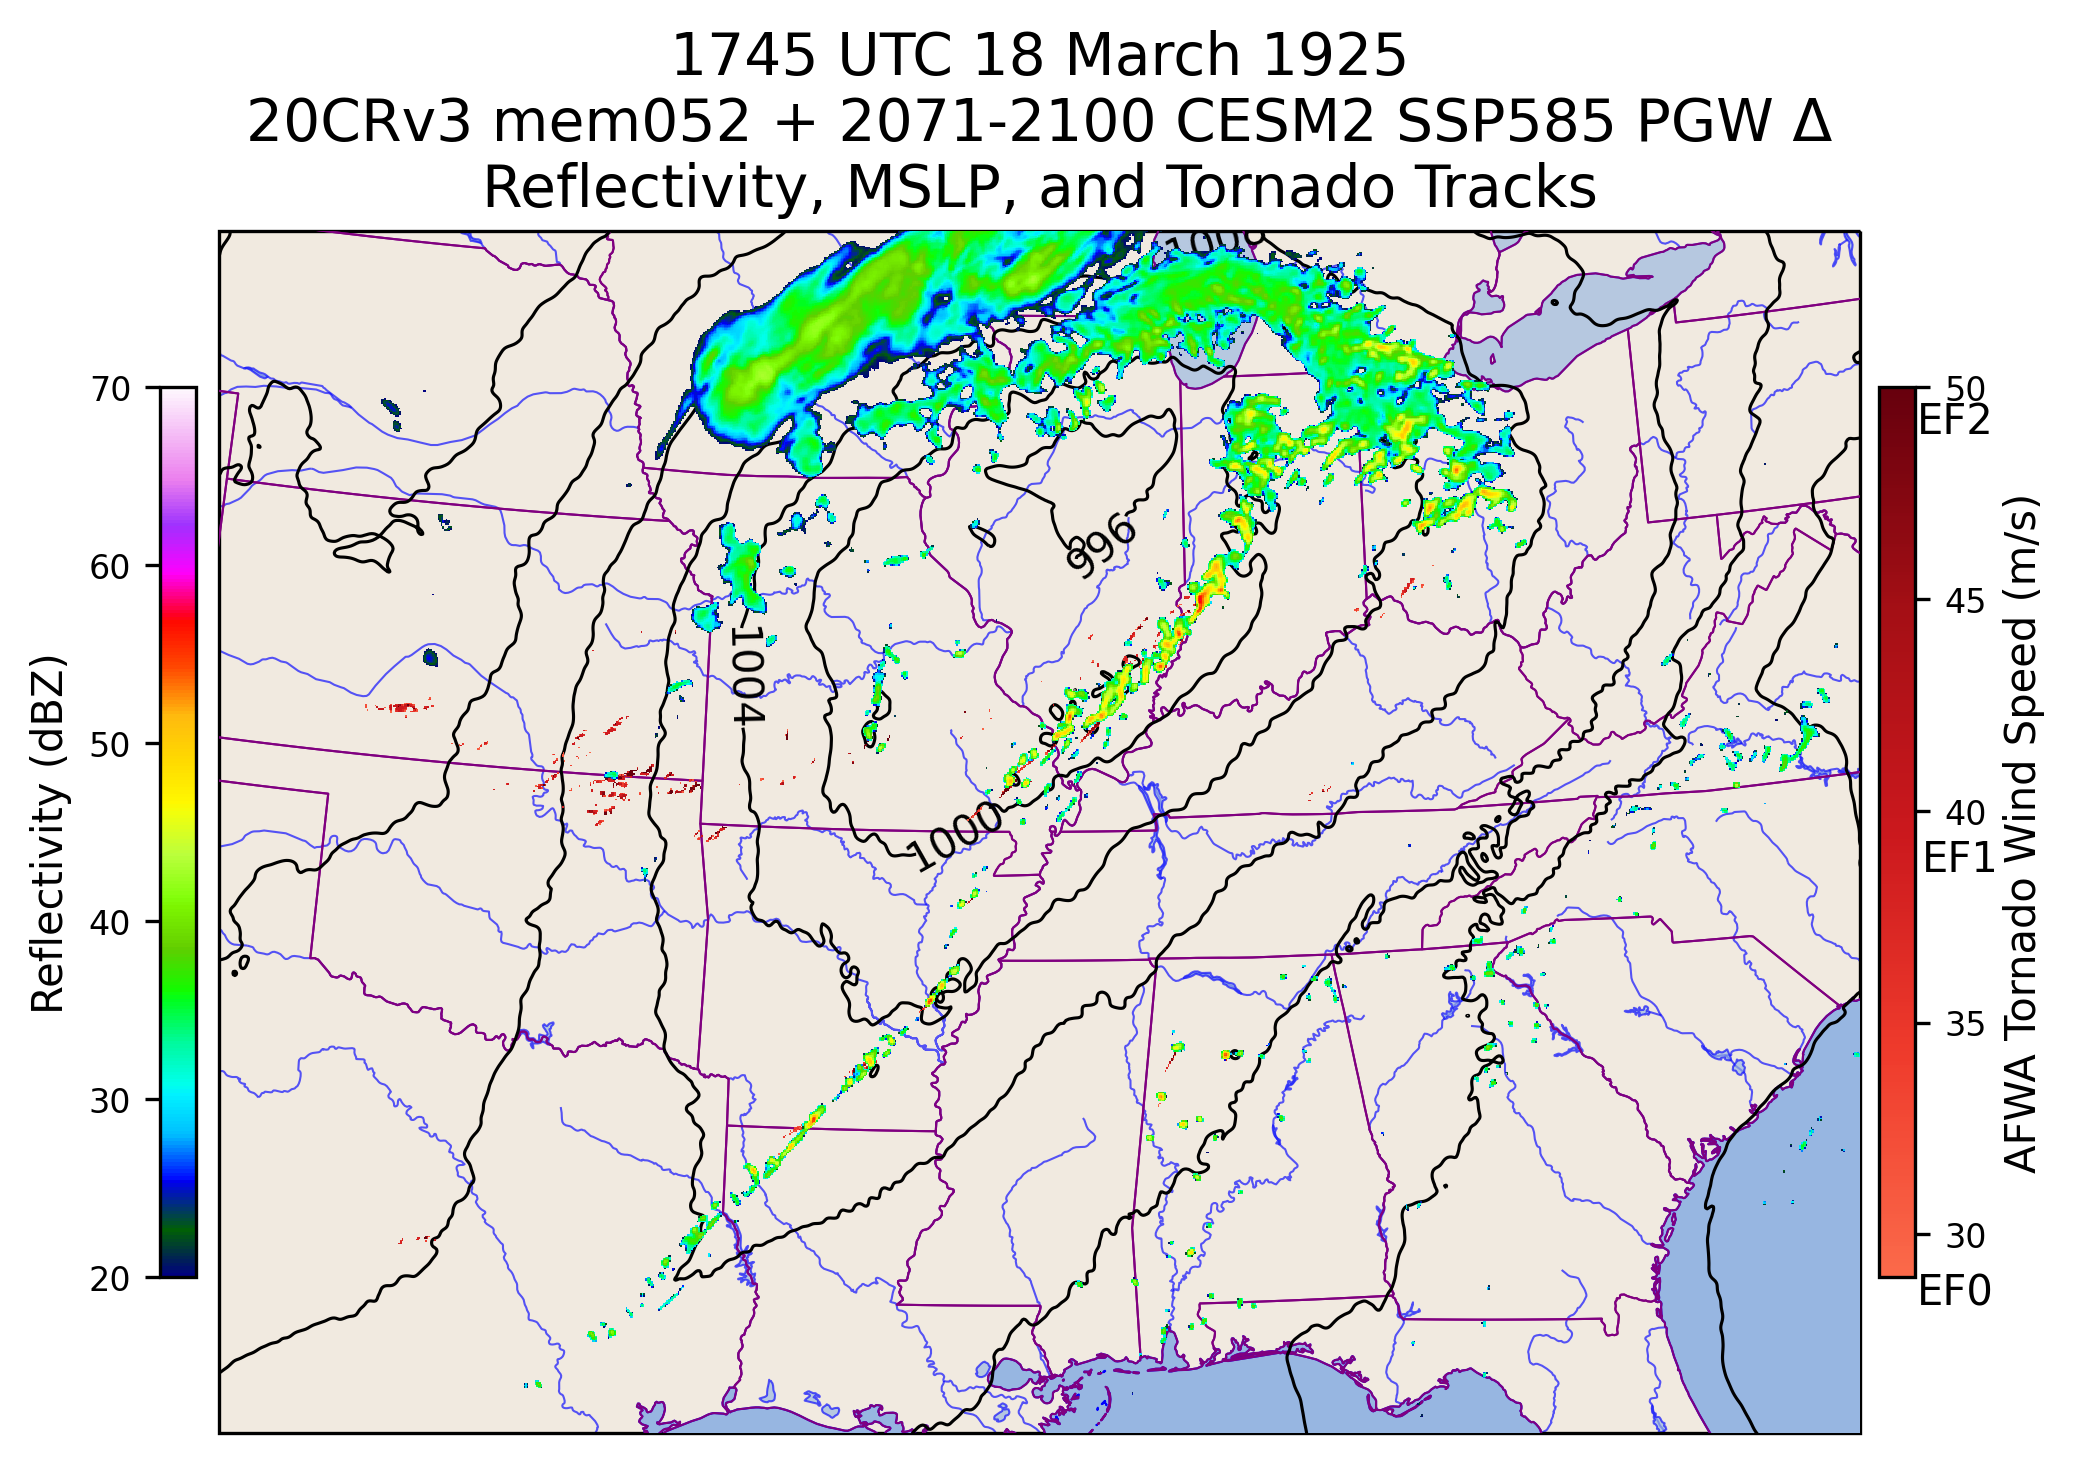 1745 UTC 18 March 1925
20CRv3 mem052 + 2071-2100 CESM2 SSP585 PGW Δ
Reflectivity, MSLP, and Tornado Tracks
70
60
50
40
30
20
Reflectivity (dBZ)
996
1004
1000
50
EF2
45
40
EF1
35
30
EF0
AFWA Tornado Wind Speed (m/s)